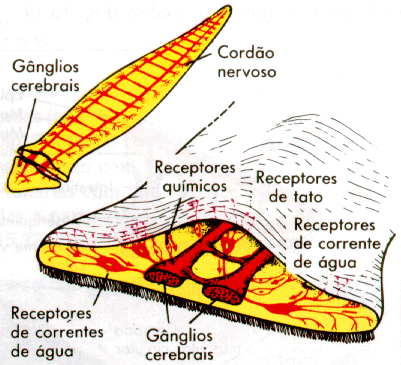 Gânglios
cerebrais
Cordão
nervoso
Receptores
químicos
Receptores
de tato
Receptores
de corrente
de água
Receptores
de correntes
de água
Gânglios
cerebrais